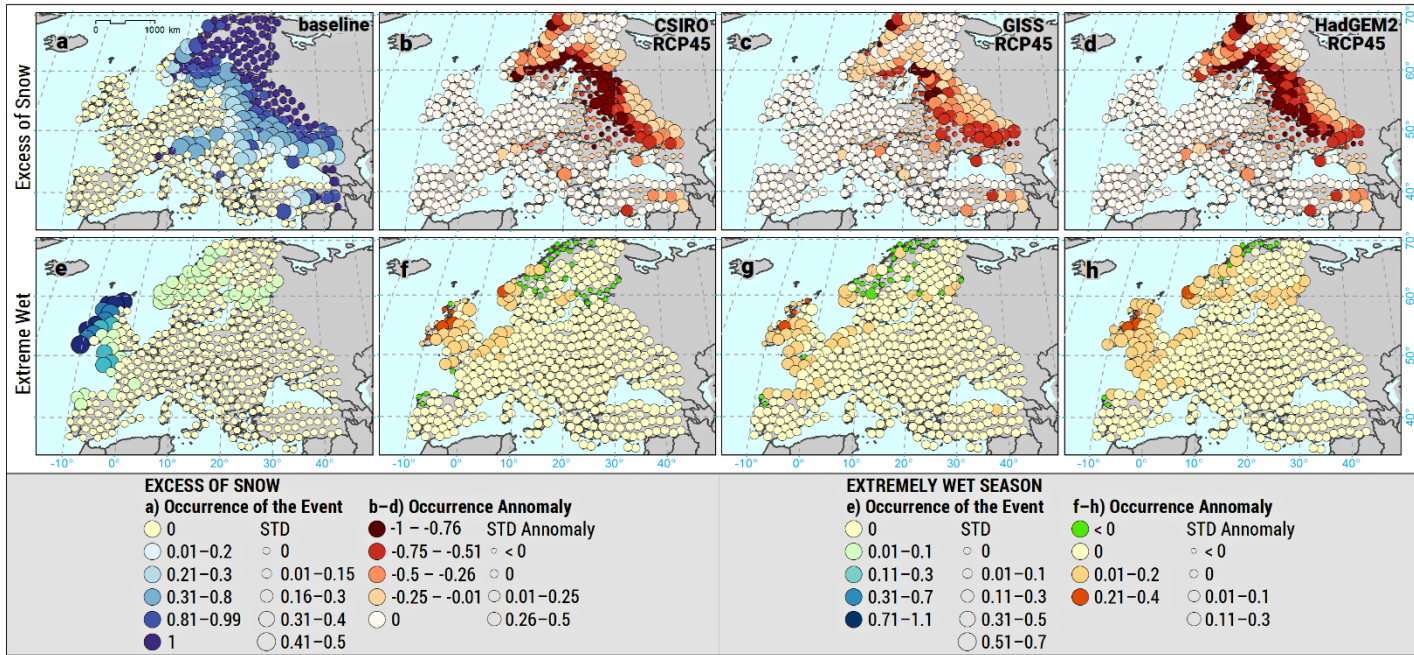 baseline
CSIRO
RCP45
GISS
RCP45
HadGEM2
RCP45
a
b
c
d
0 1000 km
Excess of Snow
70°
60°
50°
40°
e
f
g
h
Extreme Wet
70°
60°
50°
40°
-10° 0° 10° 20° 30° 40°
-10° 0° 10° 20° 30° 40°
-10° 0° 10° 20° 30° 40°
-10° 0° 10° 20° 30° 40°
EXCESS OF SNOW
a) Occurrence of the Event
0
0.01–0.2
0.21–0.3
0.31–0.8
0.81–0.99
1
STD
0
0.01–0.15
0.16–0.3
0.31–0.4
0.41–0.5
b–d) Occurrence Anomaly
-1 – -0.76
-0.75 – -0.51
-0.5 – -0.26
-0.25 – -0.01
0
STD Anomaly
< 0
0
0.01–0.25
0.26–0.5
EXTREMELY WET SEASON
e) Occurrence of the Event
0
0.01–0.1
0.11–0.3
0.31–0.7
0.71–1.1
STD
0
0.01–0.1
0.11–0.3
0.31–0.5
0.51–0.7
f–h) Occurrence Anomaly
<0
0
0.01–0.2
0.21–0.4
STD Anomaly
< 0
0
0.01–0.1
0.11–0.3